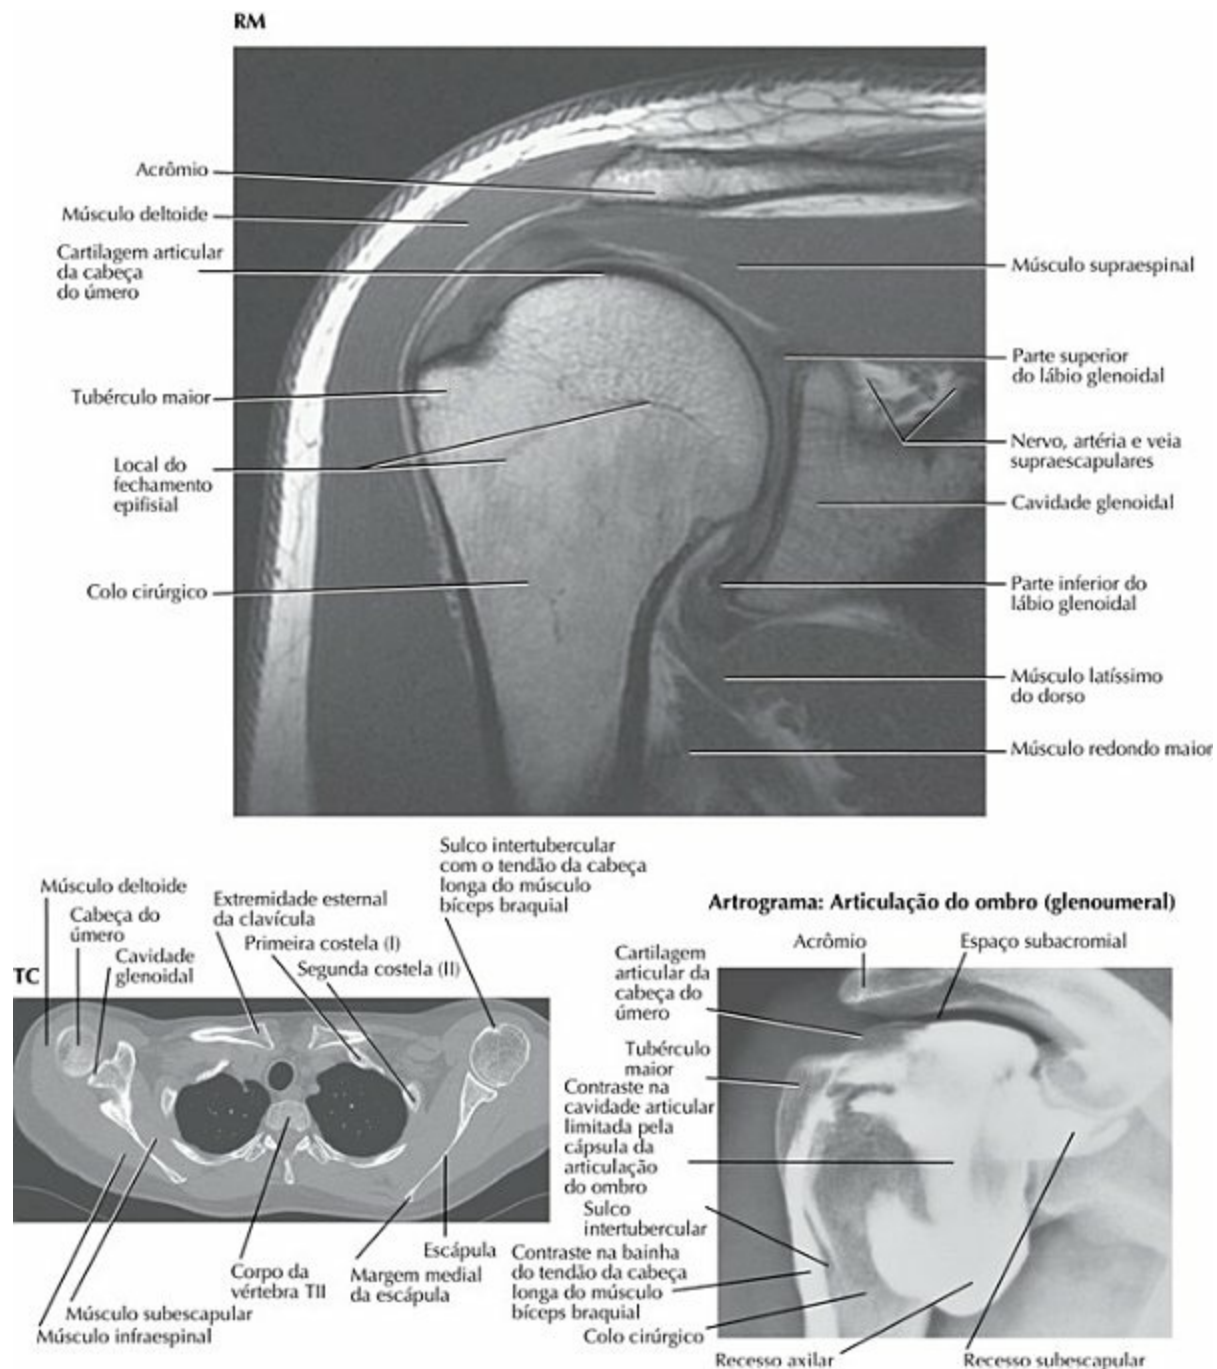 RM
Acrômio
Músculo deltoide
Cartilagem articular
da cabeça
do úmero
Tubérculo maior
Local do
fechamento
epifisial
Colo cirúrgico
Músculo supraespinal
Parte superior
do lábio glenoidal
Nervo, artéria e veia
supraescapulares
Cavidade glenoidal
Parte inferior do
lábio glenoidal
Músculo latíssimo
do dorso
Músculo redondo maior
TC
Músculo deltoide
Cabeça do
úmero
Cavidade
glenoidal
Extremidade esternal
da clavícula
Primeira costela (I)
Segunda costela (II)
Sulco intertubercular
com o tendão da cabeça
longa do músculo
bíceps braquial
Escápula
Margem medial
da escápula
Corpo da
vértebra TII
Músculo subescapular
Músculo infraespinal
Artrograma: Articulação do ombro (glenoumeral)
Acrômio
Espaço subacromial
Cartilagem
articular da
cabeça do
úmero
Tubérculo
maior
Contraste na
cavidade articular
limitada pela
cápsula da
articulação
do ombro
Sulco
intertubercular
Contraste na bainha
do tendão da cabeça
longa do músculo
bíceps braquial
Colo cirúrgico
Recesso axilar
Recesso subescapular